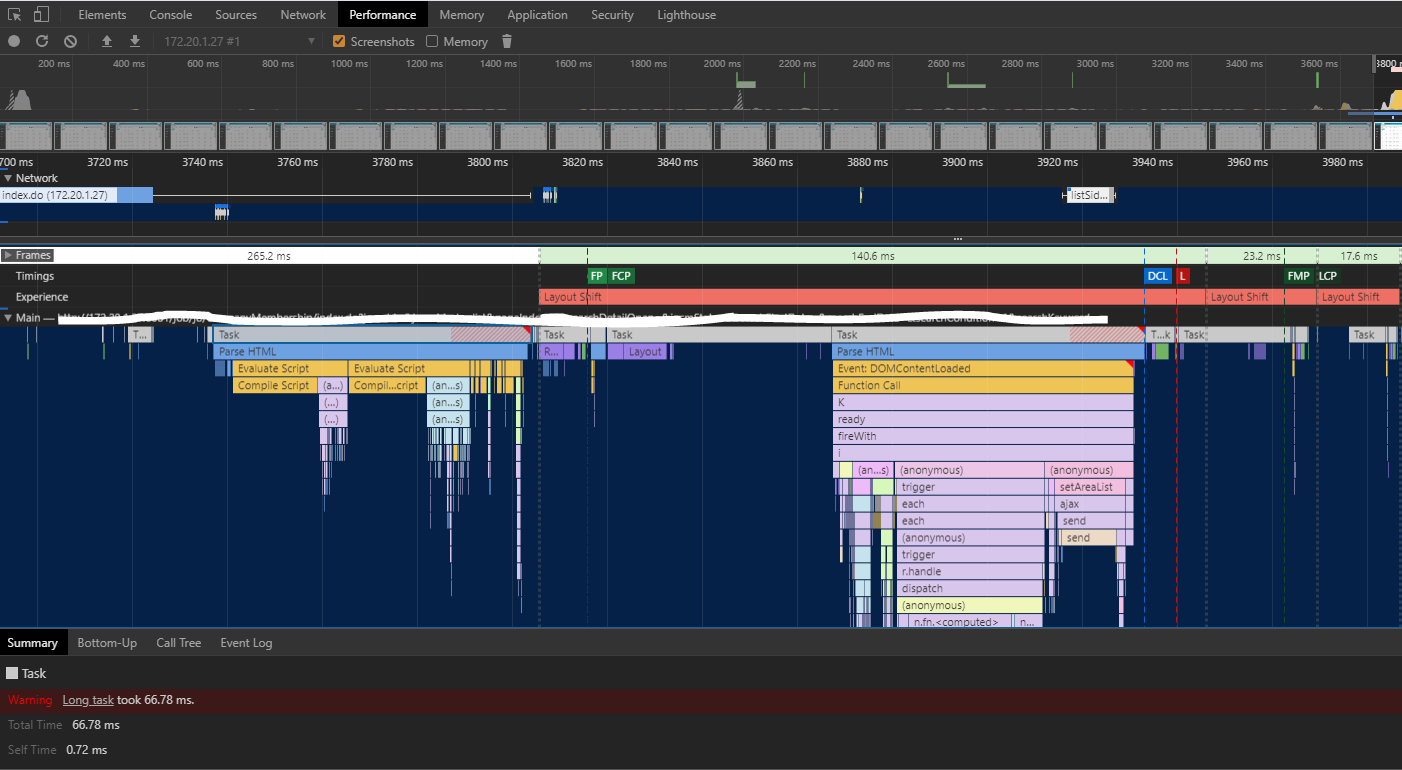 Elements Console Sources Network Performance Memory Application Security Lighthouse
172.20.1.27 #1 Screenshots Memory
200 ms 400 ms 600 ms 800 ms 1000 ms 1200 ms 1400 ms 1600 ms 1800 ms 2000 ms 2200 ms 2400 ms 2600 ms 2800 ms 3000 ms 3200 ms 3400 ms 3600 ms 3800 ms
700 ms 3720 ms 3740 ms 3760 ms 3780 ms 3800 ms 3820 ms 3840 ms 3860 ms 3880 ms 3900 ms 3920 ms 3940 ms 3960 ms 3980 ms
Network
index.do (172.20.1.27) listSid...
...
Frames 265.2 ms 140.6 ms 23.2 ms 17.6 ms
Timings FP FCP DCL L FMP LCP
Experience Layout Shift Layout Shift Layout Shift
Main —
T... Task Task Task Task T...k Task Task
Parse HTML R... Layout Parse HTML
Evaluate Script Evaluate Script Event: DOMContentLoaded
Compile Script (a...) Compil...cript (an...s) Function Call
(...) (an...s) K
(...) (an...s) ready
fireWith
i
(an...s) (anonymous) (anonymous)
trigger setAreaList
each ajax
each send
(anonymous) send
trigger
r.handle
dispatch
(anonymous)
n.fn.<computed> n...
Summary Bottom-Up Call Tree Event Log
Task
Warning Long task took 66.78 ms.
Total Time 66.78 ms
Self Time 0.72 ms